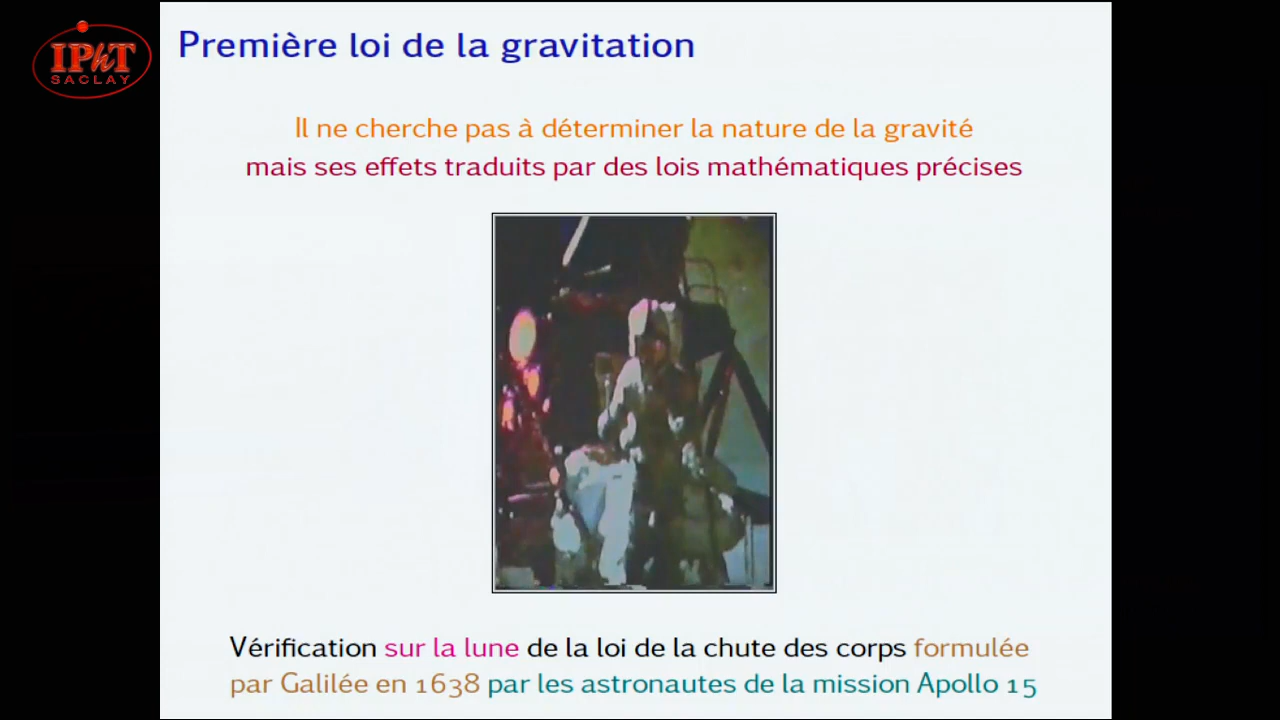 IPhT
SACLAY
Première loi de la gravitation
Il ne cherche pas à déterminer la nature de la gravité
mais ses effets traduits par des lois mathématiques précises
Vérification sur la lune de la loi de la chute des corps formulée
par Galilée en 1638 par les astronautes de la mission Apollo 15